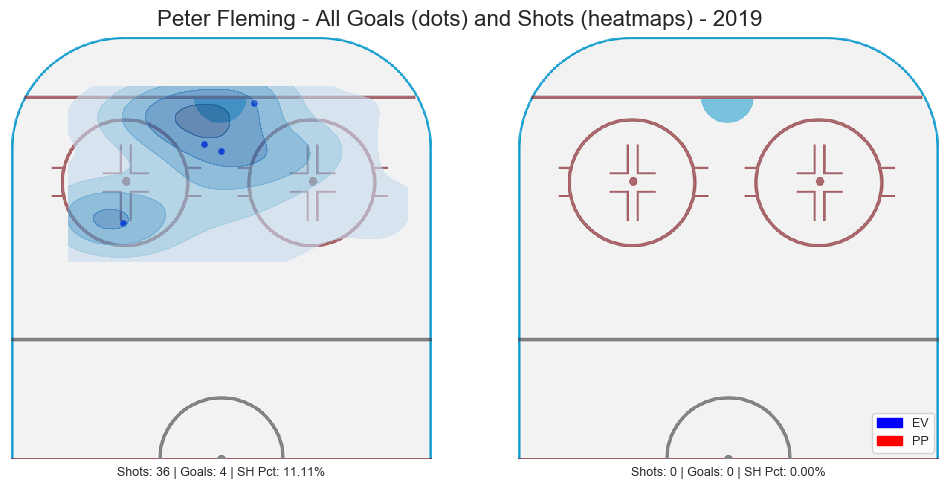 Peter Fleming - All Goals (dots) and Shots (heatmaps) - 2019
EV
PP
Shots: 36 | Goals: 4 | SH Pct: 11.11%
Shots: 0 | Goals: 0 | SH Pct: 0.00%